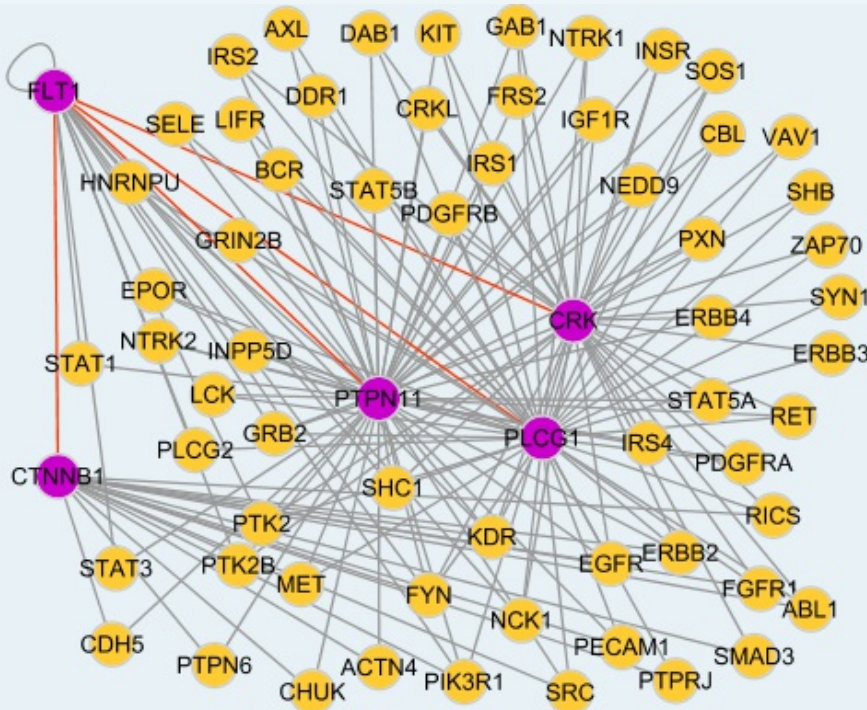 AXL
DAB1
KIT
GAB1
NTRK1
INSR
IRS2
SOS1
FLT1
DDR1
CRKL
FRS2
IGF1R
SELE
LIFR
CBL
VAV1
BCR
IRS1
HNRNPU
STAT5B
NEDD9
SHB
PDGFRB
GRIN2B
PXN
ZAP70
EPOR
SYN1
CRK
ERBB4
NTRK2
INPP5D
STAT1
ERBB3
LCK
PTPN11
STAT5A
RET
PLCG2
GRB2
PLCG1
IRS4
PDGFRA
CTNNB1
SHC1
RICS
PTK2
KDR
STAT3
PTK2B
MET
EGFR
ERBB2
FYN
FGFR1
ABL1
NCK1
CDH5
PTPN6
ACTN4
PECAM1
SMAD3
CHUK
PIK3R1
SRC
PTPRJ